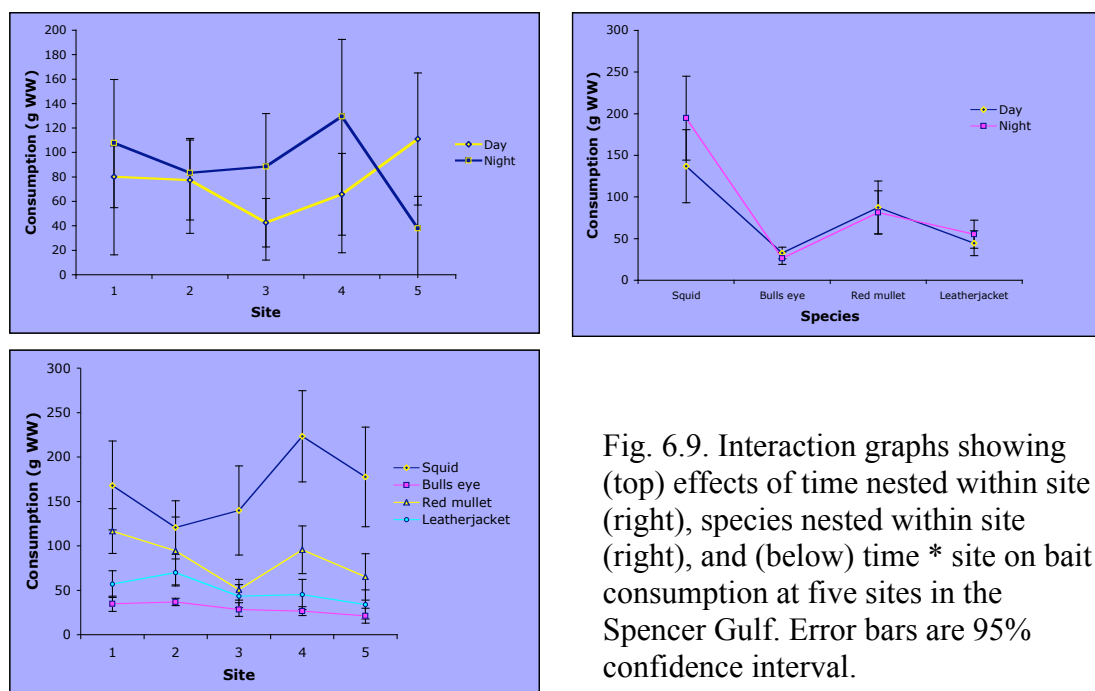 200
180
160
140
120
100
80
60
40
20
0
Consumption (g WW)
1 2 3 4 5
Site
Day
Night
300
250
200
150
100
50
0
Consumption (g WW)
Squid Bulls eye Red mullet Leatherjacket
Species
Day
Night
300
250
200
150
100
50
0
Consumption (g WW)
1 2 3 4 5
Site
Squid
Bulls eye
Red mullet
Leatherjacket
Fig. 6.9. Interaction graphs showing
(top) effects of time nested within site
(right), species nested within site
(right), and (below) time * site on bait
consumption at five sites in the
Spencer Gulf. Error bars are 95%
confidence interval.